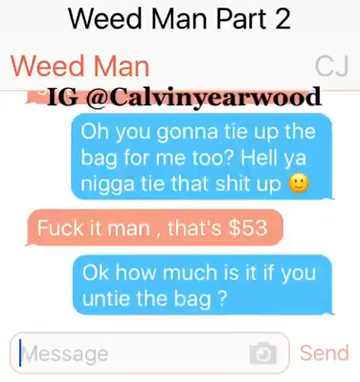 Weed Man Part 2
Weed Man
CJ
IG @Calvinyearwood
Oh you gonna tie up the
bag for me too? Hell ya
nigga tie that shit up 🙂
Fuck it man , that's $53
Ok how much is it if you
untie the bag ?
Message
Send